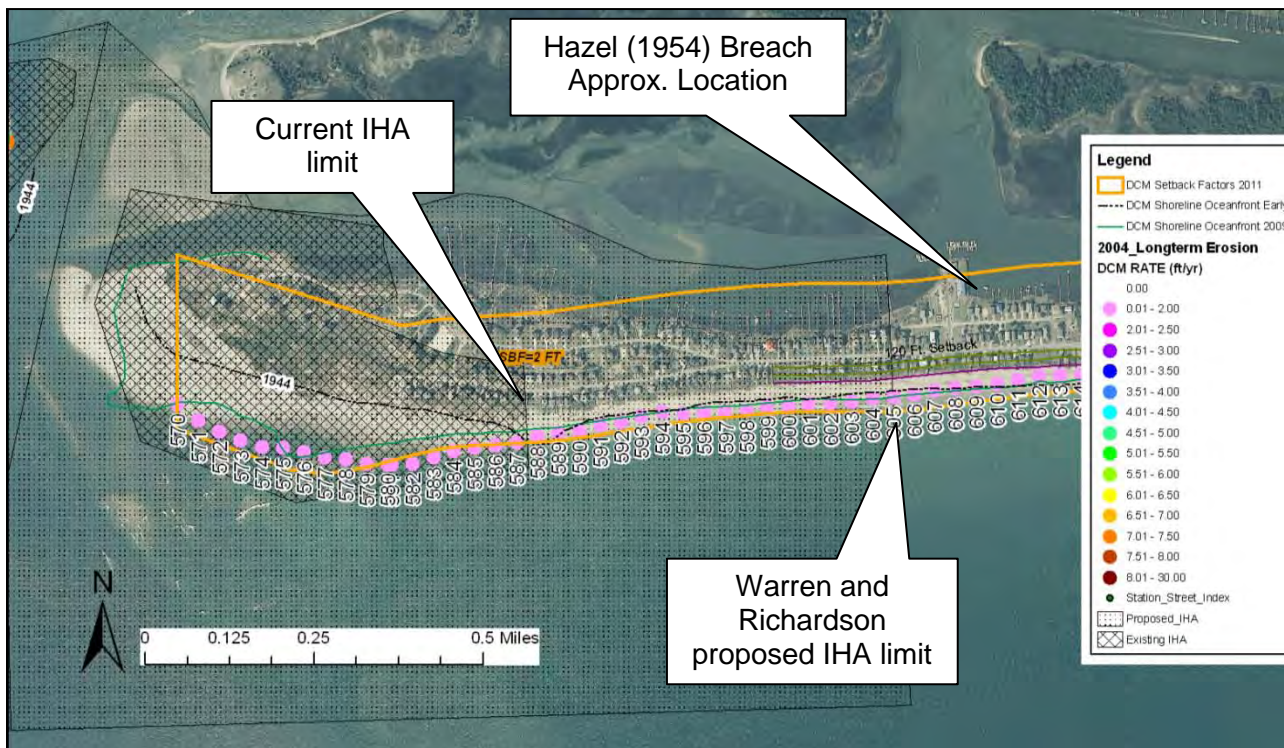 Hazel (1954) Breach
Approx. Location
Current IHA
limit
Legend
DCM Setback Factors 2011
DCM Shoreline Oceanfront Early
DCM Shoreline Oceanfront 2009
2004_Longterm Erosion
DCM RATE (ft/yr)
0.00
0.01 - 2.00
2.01 - 2.50
2.51 - 3.00
3.01 - 3.50
3.51 - 4.00
4.01 - 4.50
4.51 - 5.00
5.01 - 5.50
5.51 - 6.00
6.01 - 6.50
6.51 - 7.00
7.01 - 7.50
7.51 - 8.00
8.01 - 30.00
Station_Street_Index
Proposed_IHA
Existing IHA
1944
SBF=2 FT
120 Ft. Setback
1944
570
571
572
573
574
575
576
577
578
579
580
582
583
584
585
586
587
588
589
590
591
592
593
594
595
596
597
598
599
600
601
602
603
604
605
606
607
608
609
610
611
612
613
Warren and
Richardson
proposed IHA limit
N
0 0.125 0.25 0.5 Miles